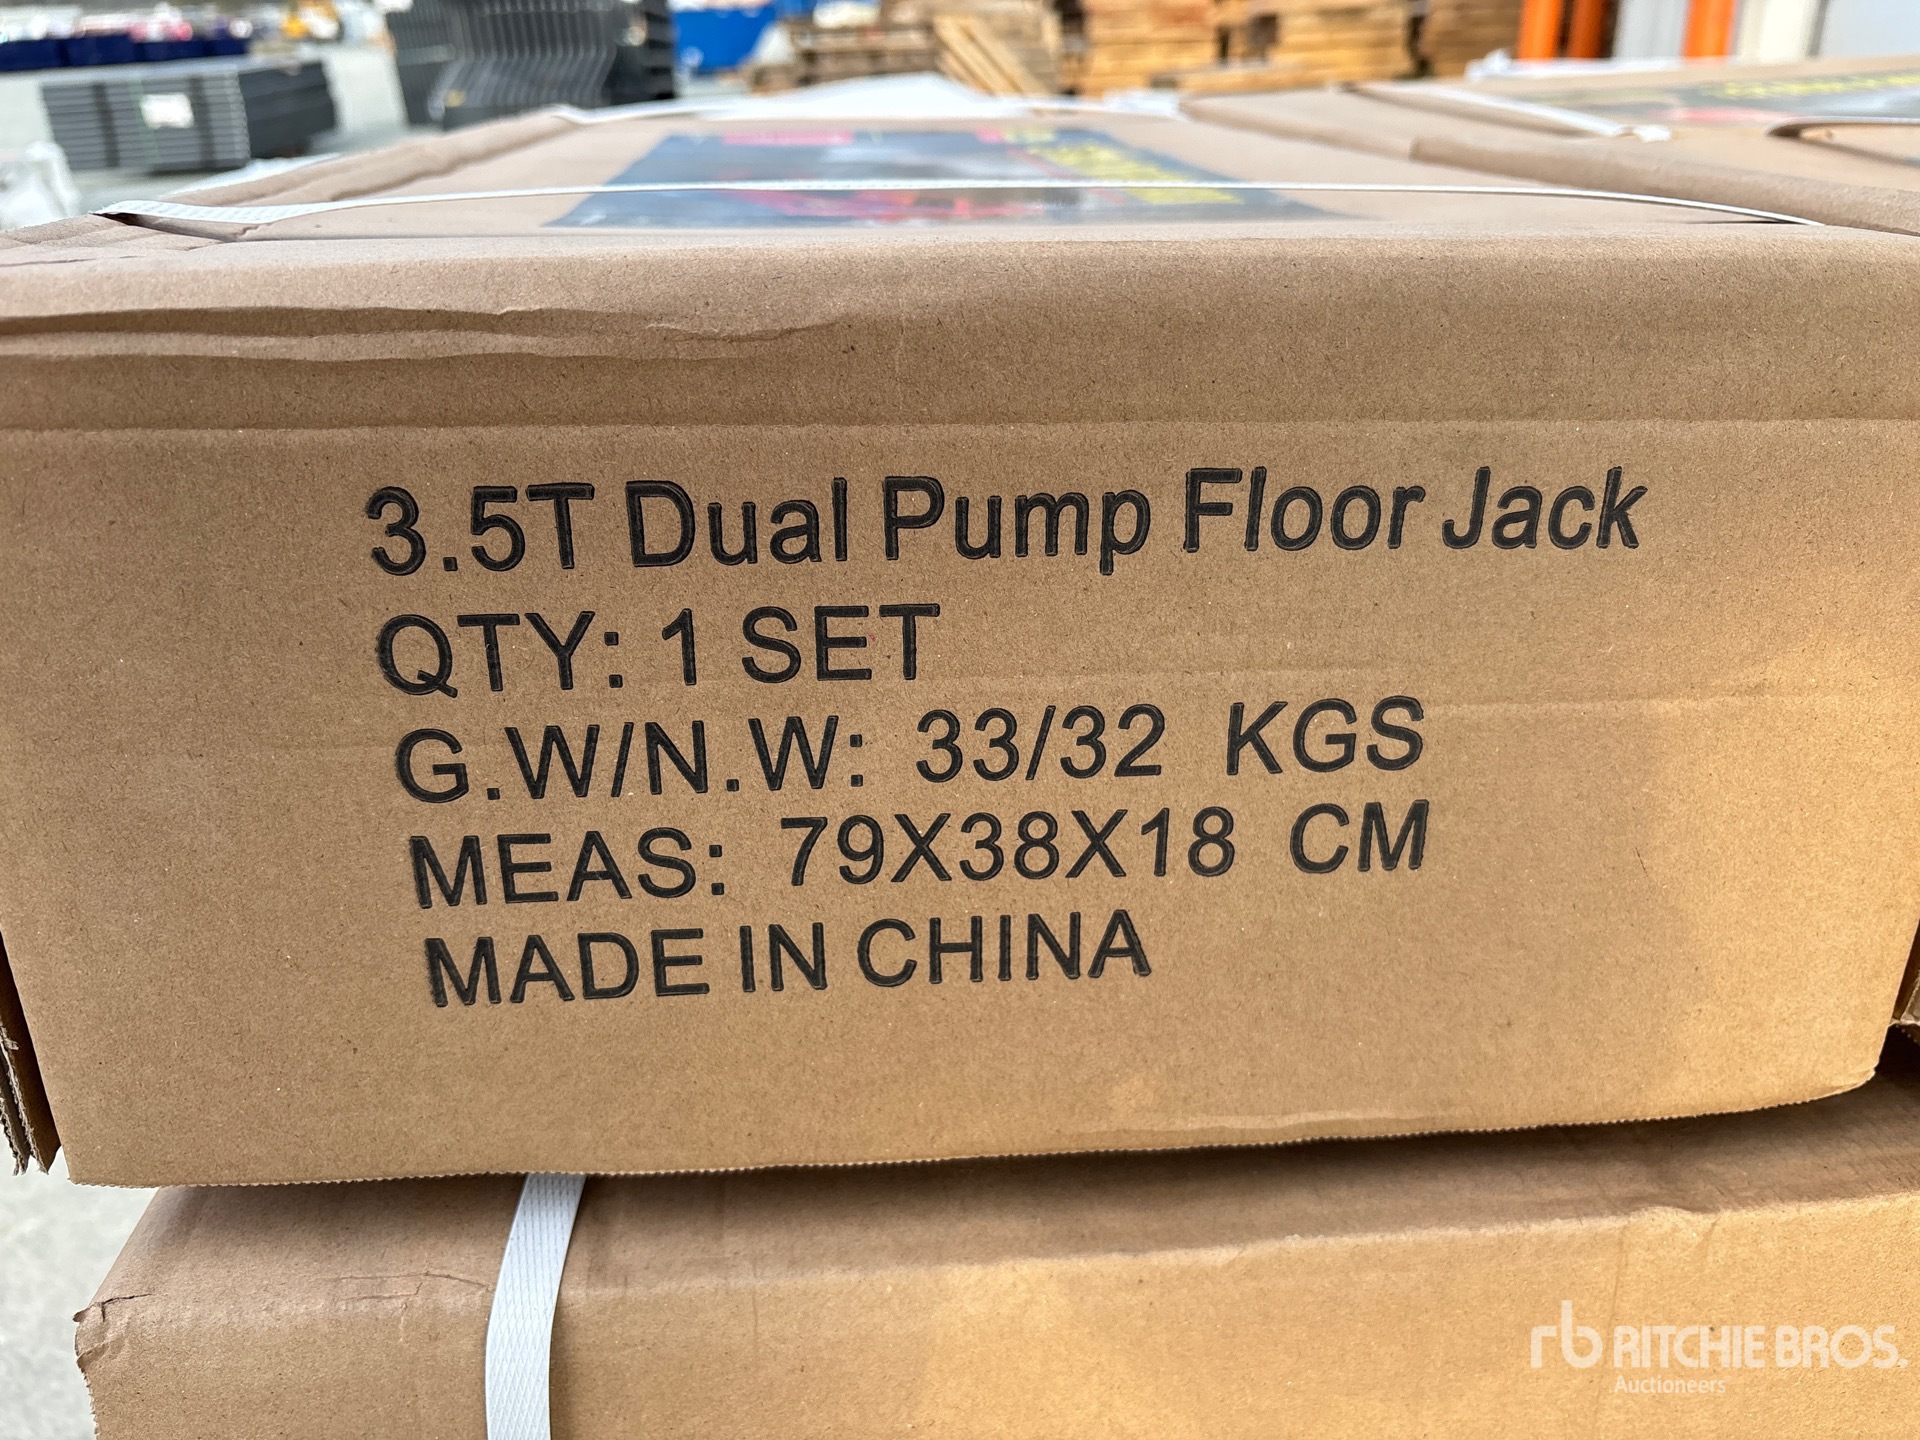 3.5T Dual Pump Floor Jack
QTY: 1 SET
G.W/N.W: 33/32 KGS
MEAS: 79X38X18 CM
MADE IN CHINA
rb RITCHIE BROS.
Auctioneers